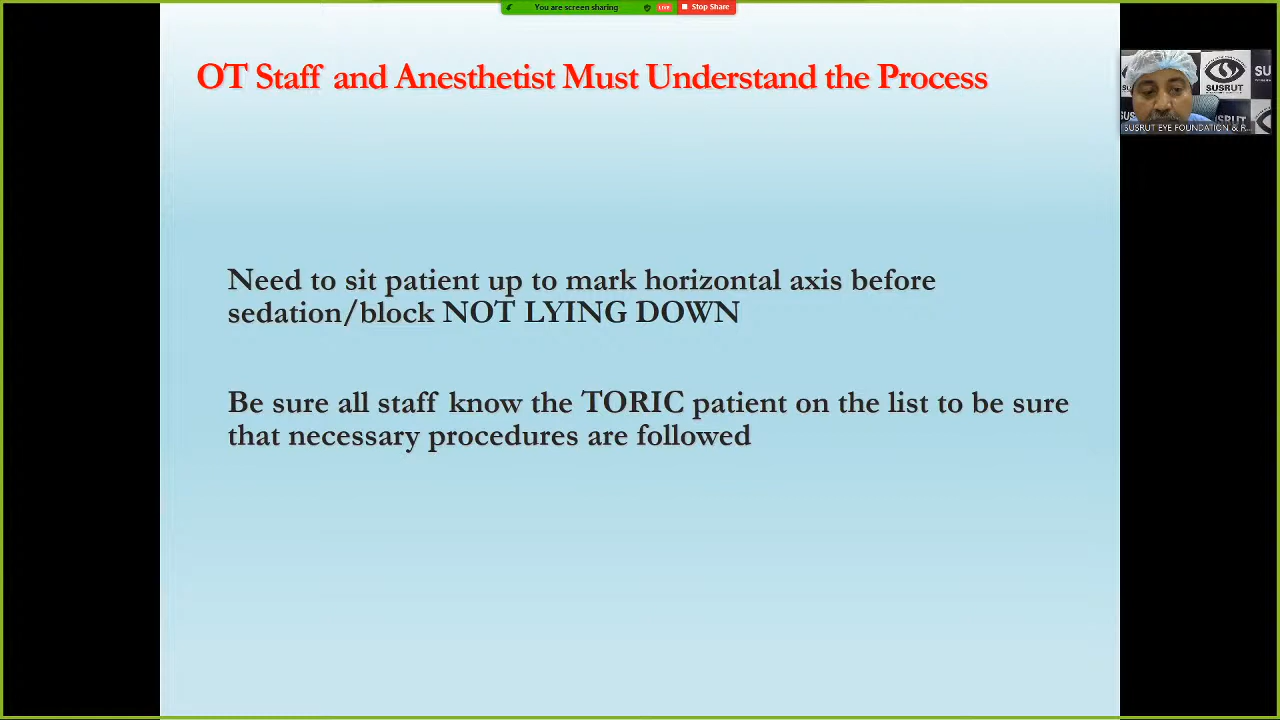 You are screen sharing
LIVE
Stop Share
OT Staff and Anesthetist Must Understand the Process
SUSRUT
SUSRUT EYE FOUNDATION & R...
Need to sit patient up to mark horizontal axis before
sedation/block NOT LYING DOWN
Be sure all staff know the TORIC patient on the list to be sure
that necessary procedures are followed